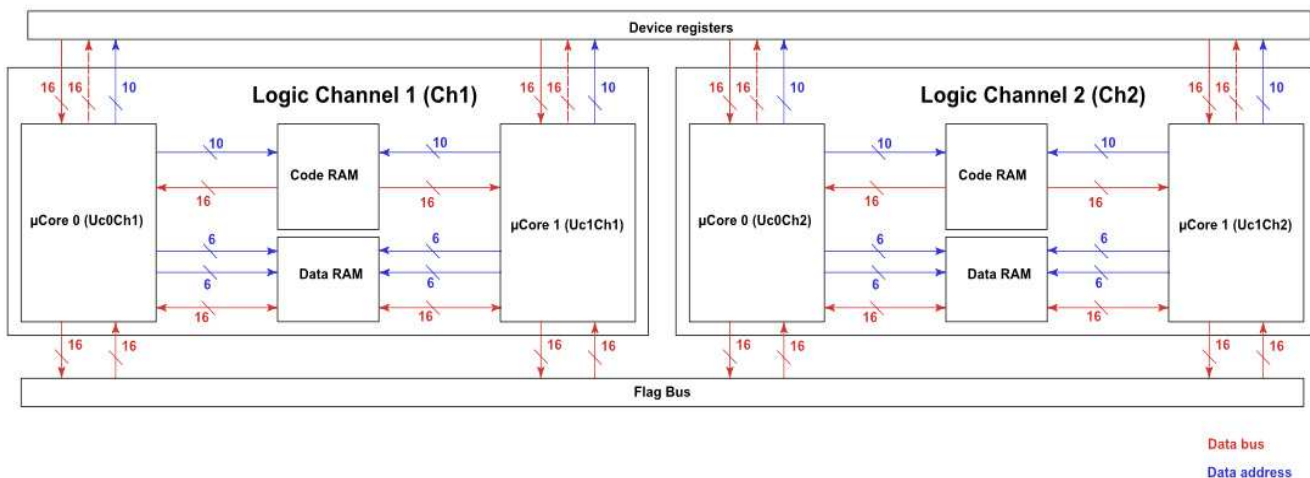 Device registers
16 16 10 16 16 10 16 16 10 16 16 10
Logic Channel 1 (Ch1) Logic Channel 2 (Ch2)
10 10 10 10
Code RAM Code RAM
16 16 16 16
µCore 0 (Uc0Ch1) µCore 1 (Uc1Ch1) µCore 0 (Uc0Ch2) µCore 1 (Uc1Ch2)
6 6 6 6
Data RAM Data RAM
6 6 6 6
16 16 16 16
16 16 16 16 16 16 16 16
Flag Bus
Data bus
Data address